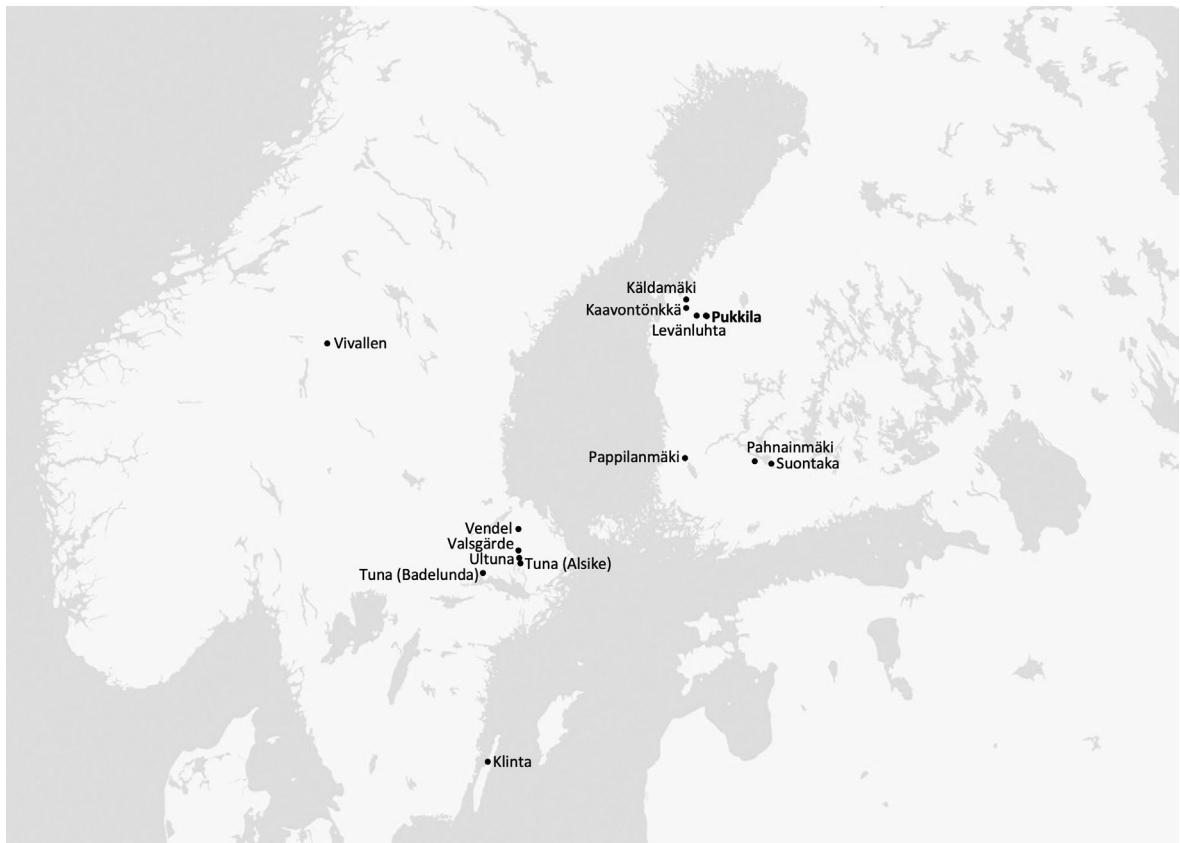 Käldamäki
Kaavontönkkä
Pukkila
Levänluhta
Vivallen
Pahnainmäki
Pappilanmäki
Suontaka
Vendel
Valsgärde
Ultuna
Tuna (Alsike)
Tuna (Badelunda)
Klinta